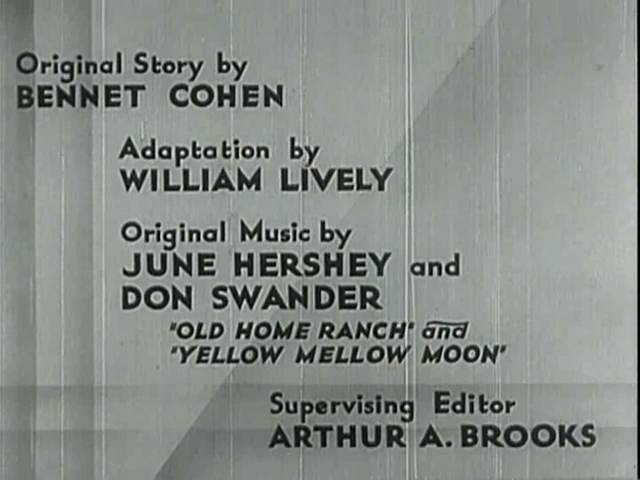 Original Story by
BENNET COHEN
Adaptation by
WILLIAM LIVELY
Original Music by
JUNE HERSHEY and
DON SWANDER
"OLD HOME RANCH" and
"YELLOW MELLOW MOON"
Supervising Editor
ARTHUR A. BROOKS